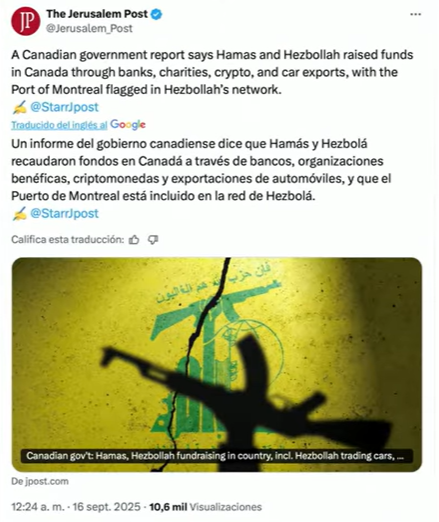 The Jerusalem Post
@Jerusalem_Post
A Canadian government report says Hamas and Hezbollah raised funds
in Canada through banks, charities, crypto, and car exports, with the
Port of Montreal flagged in Hezbollah's network.
✍️ @StarrJpost
Traducido del inglés al Google
Un informe del gobierno canadiense dice que Hamás y Hezbolá
recaudaron fondos en Canadá a través de bancos, organizaciones
benéficas, criptomonedas y exportaciones de automóviles, y que el
Puerto de Montreal está incluido en la red de Hezbolá.
✍️ @StarrJpost
Califica esta traducción:
فإن حزب الله هم الغالبون
Canadian gov't: Hamas, Hezbollah fundraising in country, incl. Hezbollah trading cars, ...
De jpost.com
12:24 a. m. · 16 sept. 2025 · 10,6 mil Visualizaciones